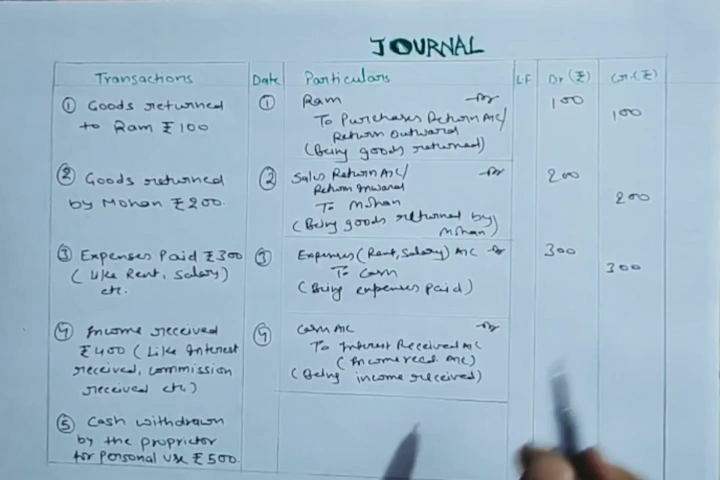 JOURNAL
Transactions Date Particulars LF Dr.(₹) Cr.(₹)
① Goods returned
to Ram ₹100
① Ram Dr 100
To Purchases Return A/C/ 100
Return Outward
(Being goods returned)
② Goods returned
by Mohan ₹200.
② Sales Return A/C/ Dr 200
Return Inward
To Mohan 200
(Being goods returned by
Mohan)
③ Expenses Paid ₹300
(Like Rent, Salary)
etc.
③ Expenses (Rent, Salary) A/C Dr 300
To Cash 300
(Being expenses paid)
④ Income received
₹400 (Like Interest
received, commission
received etc)
④ Cash A/C Dr
To Interest Received A/C
(Income recd. A/C)
(Being income received)
⑤ Cash withdrawn
by the propritor
for Personal use ₹500.